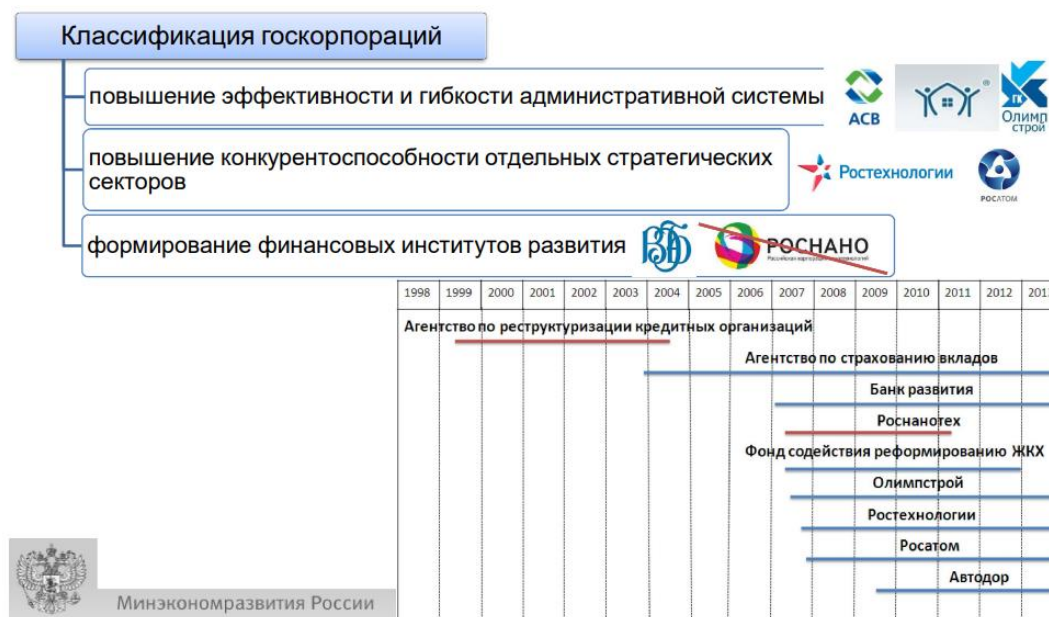 Классификация госкорпораций
повышение эффективности и гибкости административной системы
АСВ
ГК
Олимп
строй
повышение конкурентоспособности отдельных стратегических
секторов
Ростехнологии
РОСАТОМ
формирование финансовых институтов развития
ВЭБ
РОСНАНО
1998 1999 2000 2001 2002 2003 2004 2005 2006 2007 2008 2009 2010 2011 2012
Агентство по реструктуризации кредитных организаций
Агентство по страхованию вкладов
Банк развития
Роснанотех
Фонд содействия реформированию ЖКХ
Олимпстрой
Ростехнологии
Росатом
Автодор
Минэкономразвития России